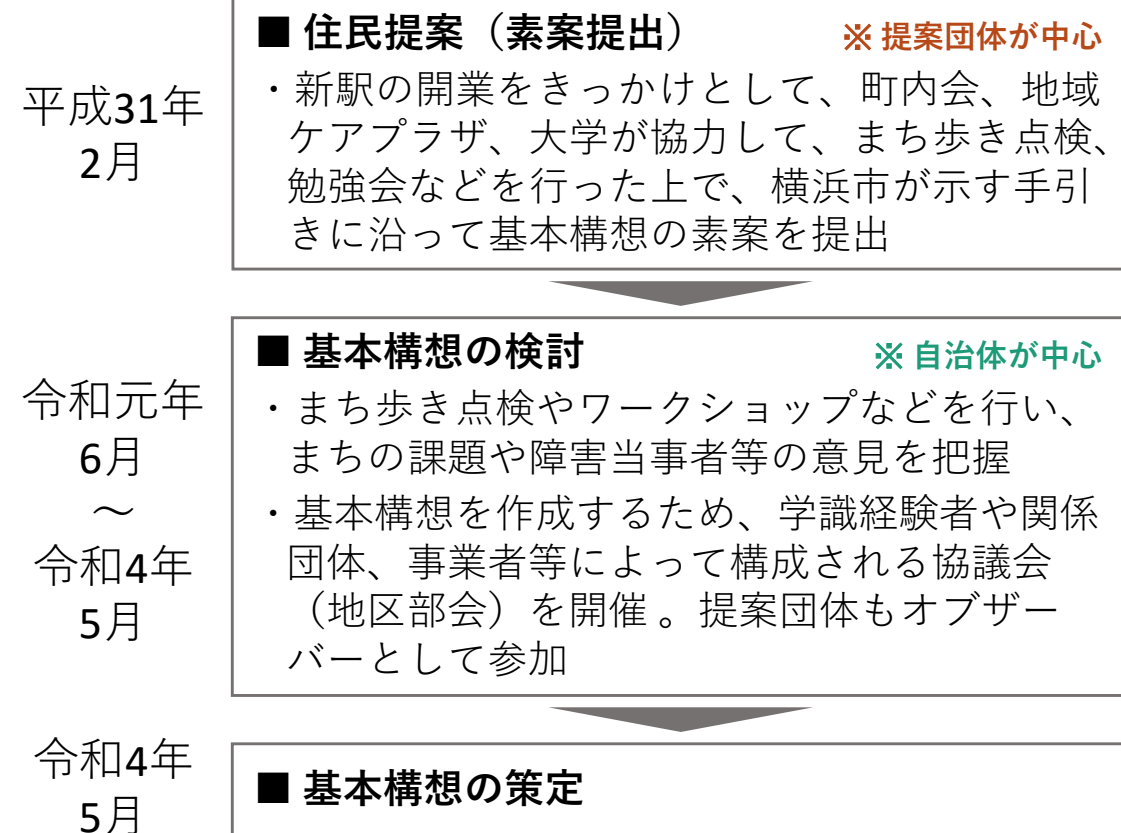 平成31年
2月
■ 住民提案（素案提出）
※ 提案団体が中心
・新駅の開業をきっかけとして、町内会、地域
ケアプラザ、大学が協力して、まち歩き点検、
勉強会などを行った上で、横浜市が示す手引
きに沿って基本構想の素案を提出
令和元年
6月
～
令和4年
5月
■ 基本構想の検討
※ 自治体が中心
・まち歩き点検やワークショップなどを行い、
まちの課題や障害当事者等の意見を把握
・基本構想を作成するため、学識経験者や関係
団体、事業者等によって構成される協議会
（地区部会）を開催 。提案団体もオブザー
バーとして参加
令和4年
5月
■ 基本構想の策定